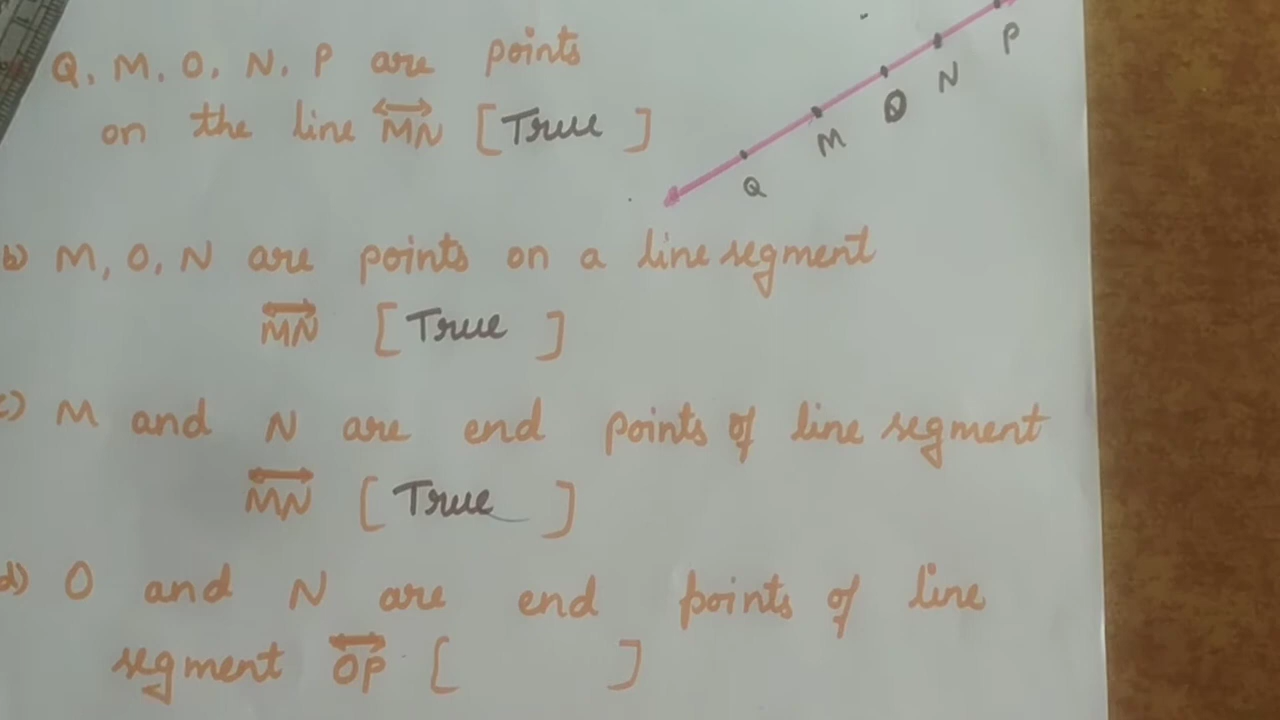 Q, M, O, N, P are points
on the line MN [True]
b) M, O, N are points on a line segment
MN [True]
c) M and N are end points of line segment
MN [True]
d) O and N are end points of line
segment OP [ ]
P
N
O
M
Q